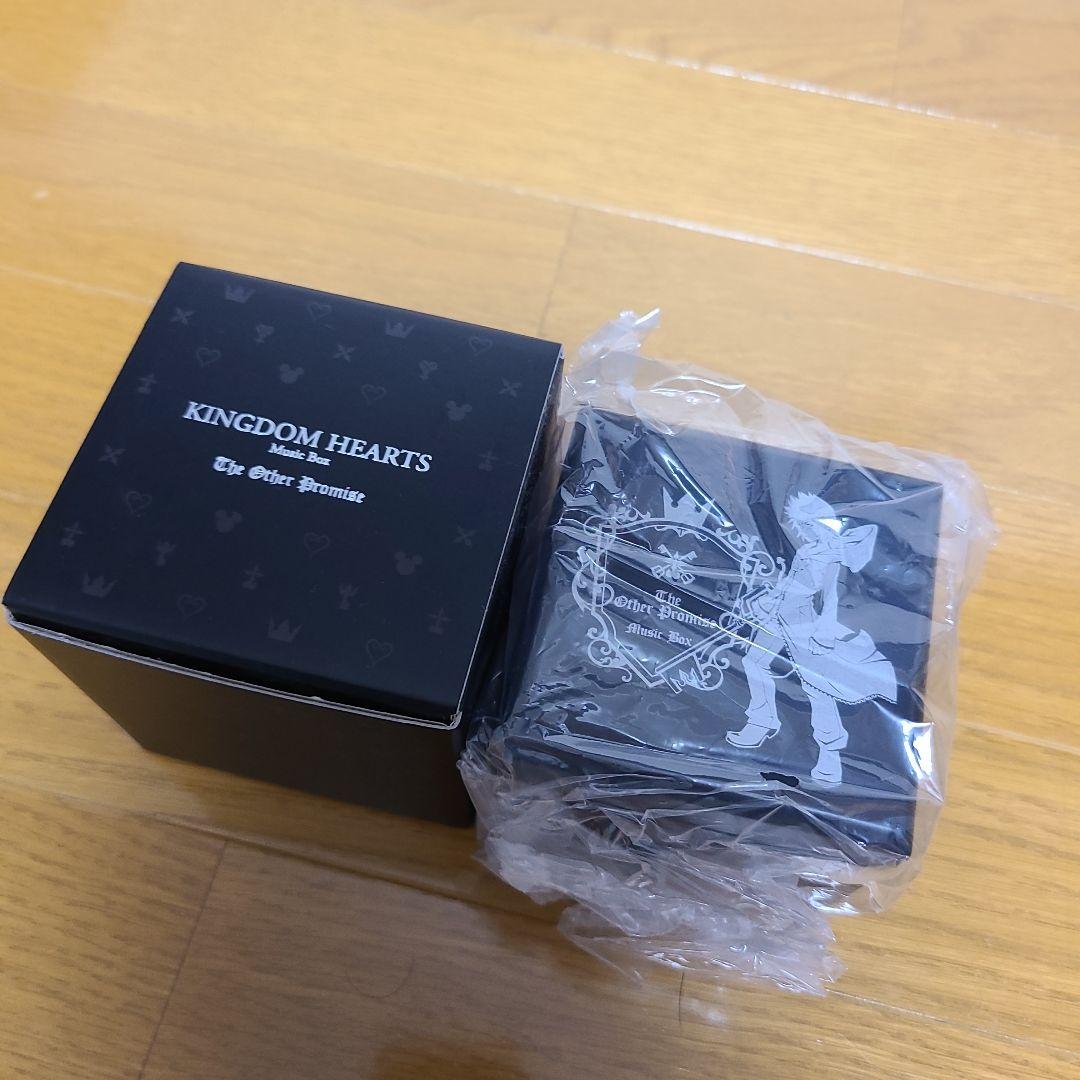 KINGDOM HEARTS
Music Box
The Other Promise
The
Other Promise
Music Box